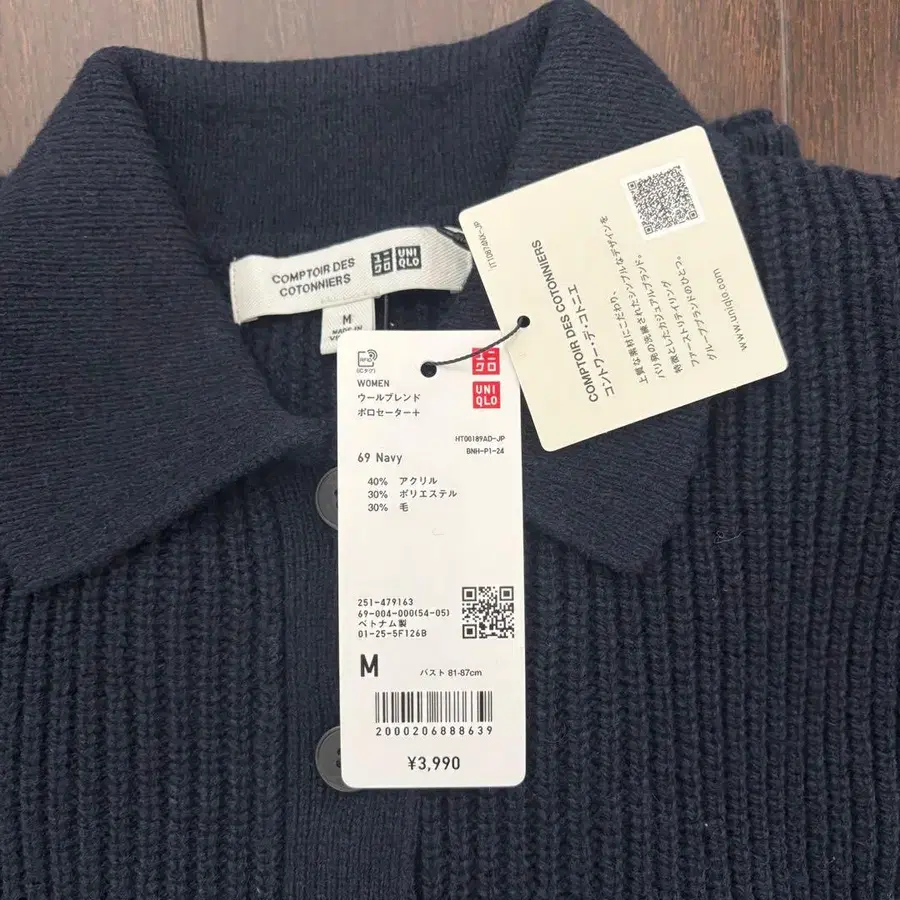 COMPTOIR DES
COTONNIERS
ユニ
クロ
UNI
QLO
M
MADE IN
IT10674NX-JP
COMPTOIR DES COTONNIERS
コントワー・デ・コトニエ
上質な素材にこだわり、
パリ発の洗練されたシンプルなデザインを
特徴としたカジュアルブランド。
ファーストリテイリング
グループブランドのひとつ。
www.uniqlo.com
RFID
(ICタグ)
ユニ
クロ
UNI
QLO
WOMEN
ウールブレンド
ポロセーター+
HT00189AD-JP
BNH-P1-24
69 Navy
40% アクリル
30% ポリエステル
30% 毛
251-479163
69-004-000(54-05)
ベトナム製
01-25-5F126B
M バスト 81-87cm
2000206888639
¥3,990